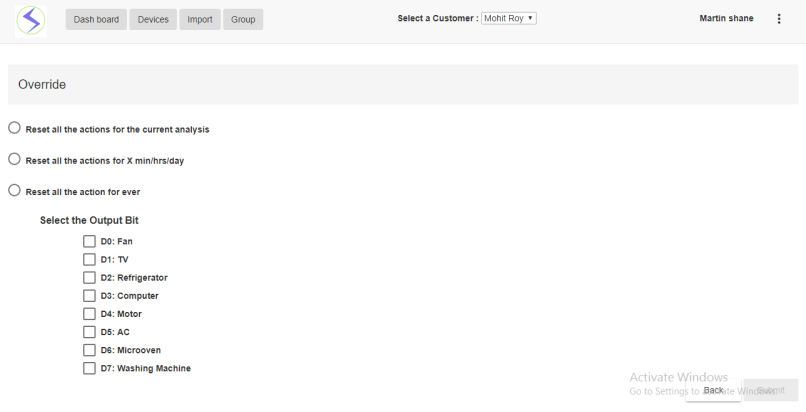 Dash board Devices Import Group Select a Customer : Mohit Roy Martin shane
Override
Reset all the actions for the current analysis
Reset all the actions for X min/hrs/day
Reset all the action for ever
Select the Output Bit
D0: Fan
D1: TV
D2: Refrigerator
D3: Computer
D4: Motor
D5: AC
D6: Microoven
D7: Washing Machine
Activate Windows
Go to Settings to activate Windows.
Back Submit